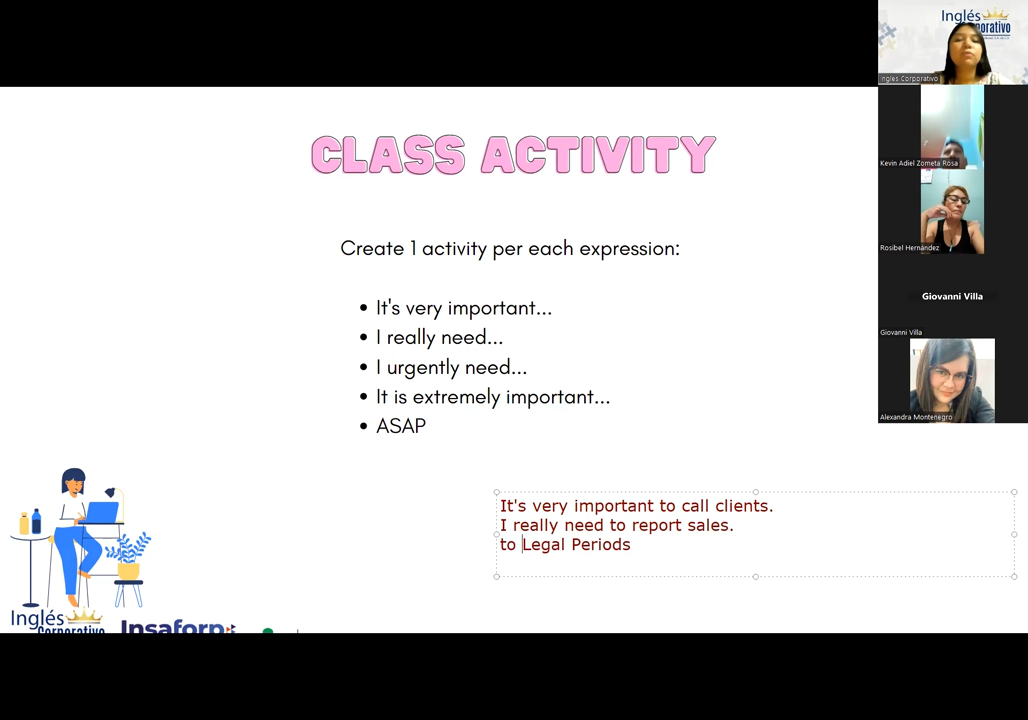 Inglés
Corporativo
Ingles Corporativo
CLASS ACTIVITY
Kevin Adiel Zometa Rosa
Create 1 activity per each expression:
Rosibel Hernández
Giovanni Villa
It's very important...
Giovanni Villa
I really need...
I urgently need...
It is extremely important...
Alexandra Montenegro
ASAP
It's very important to call clients.
I really need to report sales.
to Legal Periods
Inglés
Corporativo
Insaforp